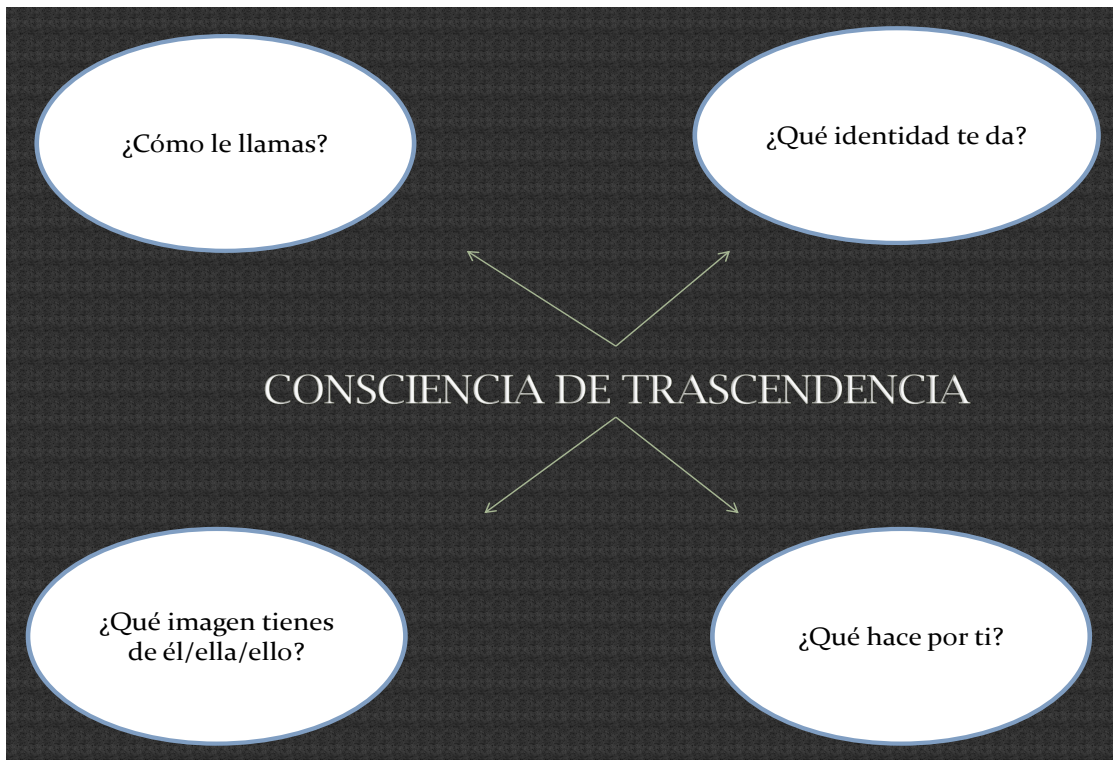 ¿Cómo le llamas?
¿Qué identidad te da?
CONSCIENCIA DE TRASCENDENCIA
¿Qué imagen tienes
de él/ella/ello?
¿Qué hace por ti?